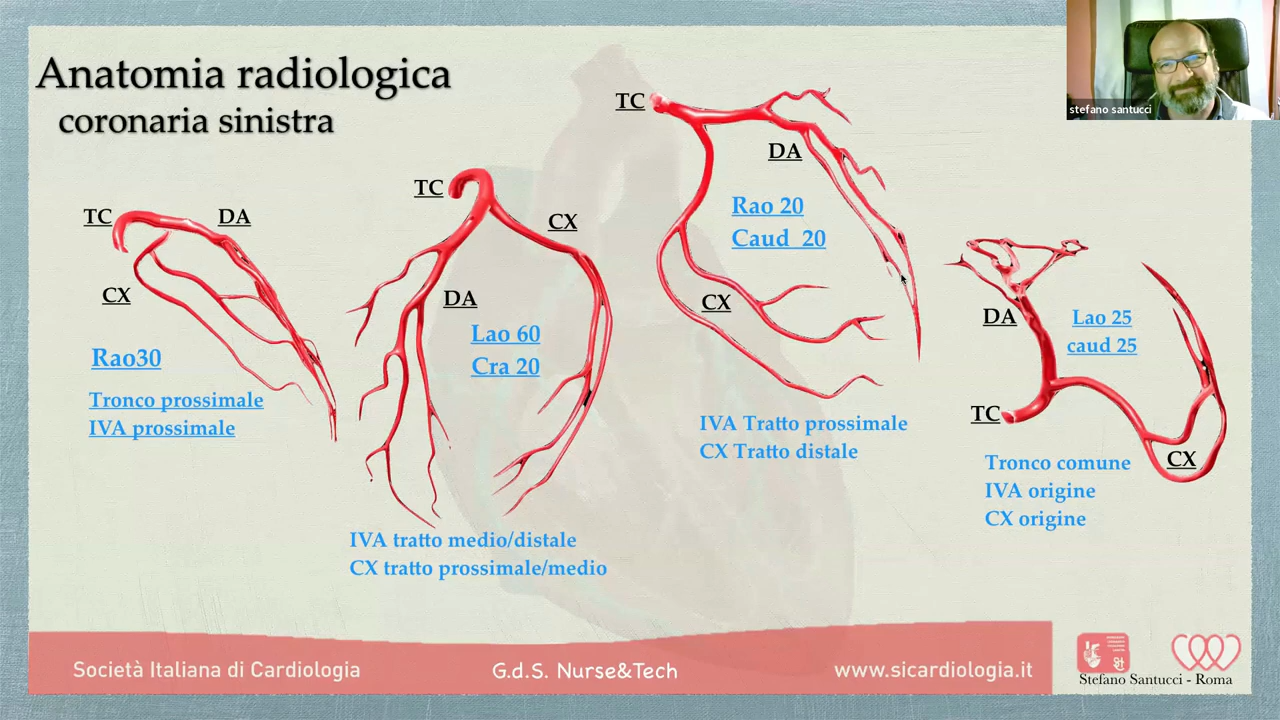 Anatomia radiologica
coronaria sinistra
stefano santucci
TC
DA
CX
Rao30
Tronco prossimale
IVA prossimale
TC
CX
DA
Lao 60
Cra 20
IVA tratto medio/distale
CX tratto prossimale/medio
TC
DA
Rao 20
Caud 20
CX
IVA Tratto prossimale
CX Tratto distale
DA
Lao 25
caud 25
TC
CX
Tronco comune
IVA origine
CX origine
Società Italiana di Cardiologia
G.d.S. Nurse&Tech
www.sicardiologia.it
Stefano Santucci - Roma